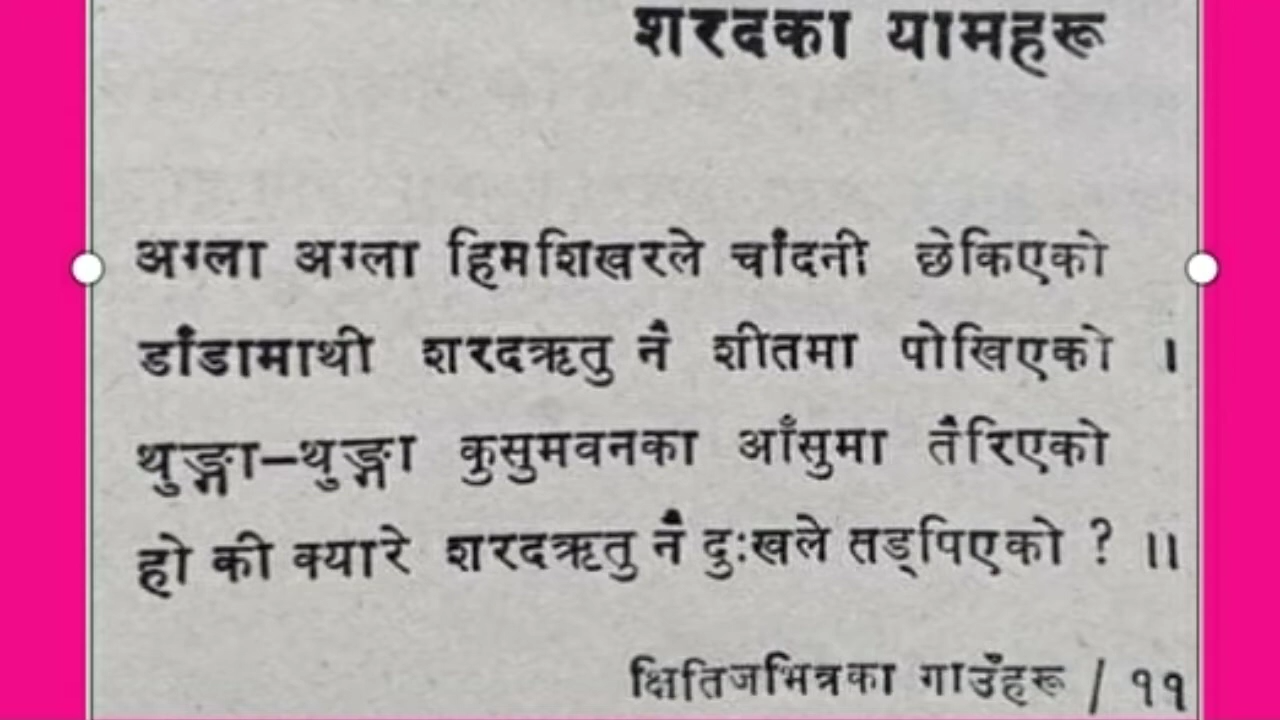 शरदका यामहरू
अग्ला अग्ला हिमशिखरले चाँदनी छेकिएको
डाँडामाथी शरदऋतु नै शीतमा पोखिएको ।
थुङ्गा–थुङ्गा कुसुमवनका आँसुमा तैरिएको
हो की क्यारे शरदऋतु नै दुःखले तड्पिएको ? ॥
क्षितिजभित्रका गाउँहरू / ११